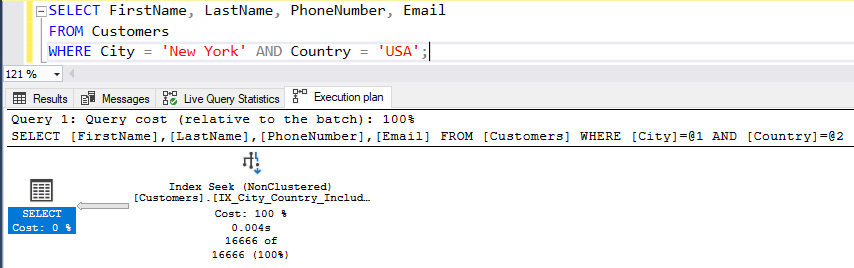 SELECT FirstName, LastName, PhoneNumber, Email
FROM Customers
WHERE City = 'New York' AND Country = 'USA';
121 %
Results Messages Live Query Statistics Execution plan
Query 1: Query cost (relative to the batch): 100%
SELECT [FirstName],[LastName],[PhoneNumber],[Email] FROM [Customers] WHERE [City]=@1 AND [Country]=@2
SELECT
Cost: 0 %
Index Seek (NonClustered)
[Customers].[IX_City_Country_Includ…
Cost: 100 %
0.004s
16666 of
16666 (100%)